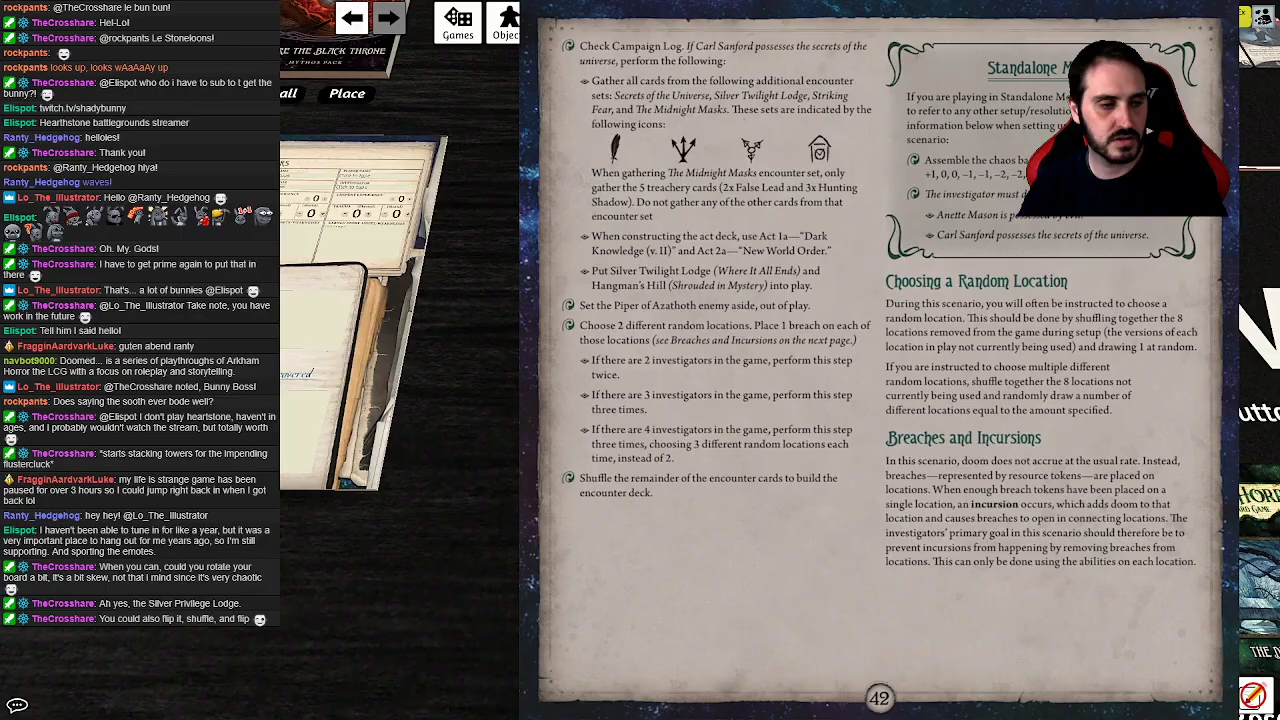 rockpants: @TheCrosshare le bun bun!
TheCrosshare: HeH-Lo!
TheCrosshare: @rockpants Le Stoneloons!
rockpants:
rockpants looks up, looks wAaAaAy up
TheCrosshare: @Elispot who do i have to sub to t get the
bunny?!
Elispot: twitch.tv/shadybunny
Elispot: Hearthstone battlegrounds streamer
Ranty_Hedgehog: helloles!
TheCrosshare: Thank you!
rockpants: @Ranty_Hedgehog hiya!
Ranty_Hedgehog waves!
Lo_The_Illustrator: Hello @Ranty_Hedgehog
Elispot:
TheCrosshare: Oh. My. Gods!
TheCrosshare: I have to get prime again to put that in
there
Lo_The_Illustrator: That's... a lot of bunnies @Elispot
TheCrosshare: @Lo_The_Illustrator Take note, you be
workin the future
Elispot: Tell him I said hello!
FragginAardvarkLuke: guten abend ranty
navbot9000: Doomed... is a series of playthroughs of Arkham
Horror the LCG with a focus on roleplay and storytelling.
Lo_The_Illustrator: @TheCrosshare noted, Bunny Boss!
rockpants: Does saying the sooth ever bode well?
TheCrosshare: @Elispot I don't play hearstone, haven't in
ages, and I probably wouldn't watch the stream, but totally worth
it
TheCrosshare: *boldly boding towards the impending
flustercluck*
FragginAardvarkLuke: my life is strange game has been
paused for over 3 hours now lol ill jump right back in when I got
back lol
Ranty_Hedgehog: hey hey! @Lo_The_Illustrator
Elispot: I haven't been able to tune in for like a year, but it was a
very important place to hang out for me years ago, so I'm still
supporting. And sporting the emotes.
TheCrosshare: When you can, could you rotate your
board a bit. It's a bit skew, not that I mind since it's very chaotic
TheCrosshare: Ah yes, the Silver Privilege Lodge.
TheCrosshare: You could also flip it, shuffle, and flip
RE THE BLACK THRONE
MYTHOS PACK
all
Place
Games
Objec
overed
Check Campaign Log. If Carl Sanford possesses the secrets of the
universe, perform the following:
Gather all cards from the following additional encounter
sets: Secrets of the Universe, Silver Twilight Lodge, Striking
Fear, and The Midnight Masks. These sets are indicated by the
following icons:
When gathering The Midnight Masks encounter set, only
gather the 5 treachery cards (2x False Lead and 3x Hunting
Shadow). Do not gather any of the other cards from that
encounter set
When constructing the act deck, use Act 1a—“Dark
Knowledge (v. II)” and Act 2a—“New World Order.”
Put Silver Twilight Lodge (Where It All Ends) and
Hangman's Hill (Shrouded in Mystery) into play.
Set the Piper of Azathoth enemy aside, out of play.
Choose 2 different random locations. Place 1 breach on each of
those locations (see Breaches and Incursions on the next page.)
If there are 2 investigators in the game, perform this step
twice.
If there are 3 investigators in the game, perform this step
three times.
If there are 4 investigators in the game, perform this step
three times, choosing 3 different random locations each
time, instead of 2.
Shuffle the remainder of the encounter cards to build the
encounter deck.
Standalone
If you are playing in Standalone
to refer to any other setup/resolu
information below when setting u
scenario:
Assemble the chaos ba
+1, 0, 0, –1, –1, –2, –2,
The investigator must d
Anette Mason is possessed by evil.
Carl Sanford possesses the secrets of the universe.
Choosing a Random Location
During this scenario, you will often be instructed to choose a
random location. This should be done by shuffling together the 8
locations removed from the game during setup (the versions of each
location in play not currently being used) and drawing 1 at random.
If you are instructed to choose multiple different
random locations, shuffle together the 8 locations not
currently being used and randomly draw a number of
different locations equal to the amount specified.
Breaches and Incursions
In this scenario, doom does not accrue at the usual rate. Instead,
breaches—represented by resource tokens—are placed on
locations. When enough breach tokens have been placed on a
single location, an incursion occurs, which adds doom to that
location and causes breaches to open in connecting locations. The
investigators' primary goal in this scenario should therefore be to
prevent incursions from happening by removing breaches from
locations. This can only be done using the abilities on each location.
42
utto
HORR
D GAME
THE D